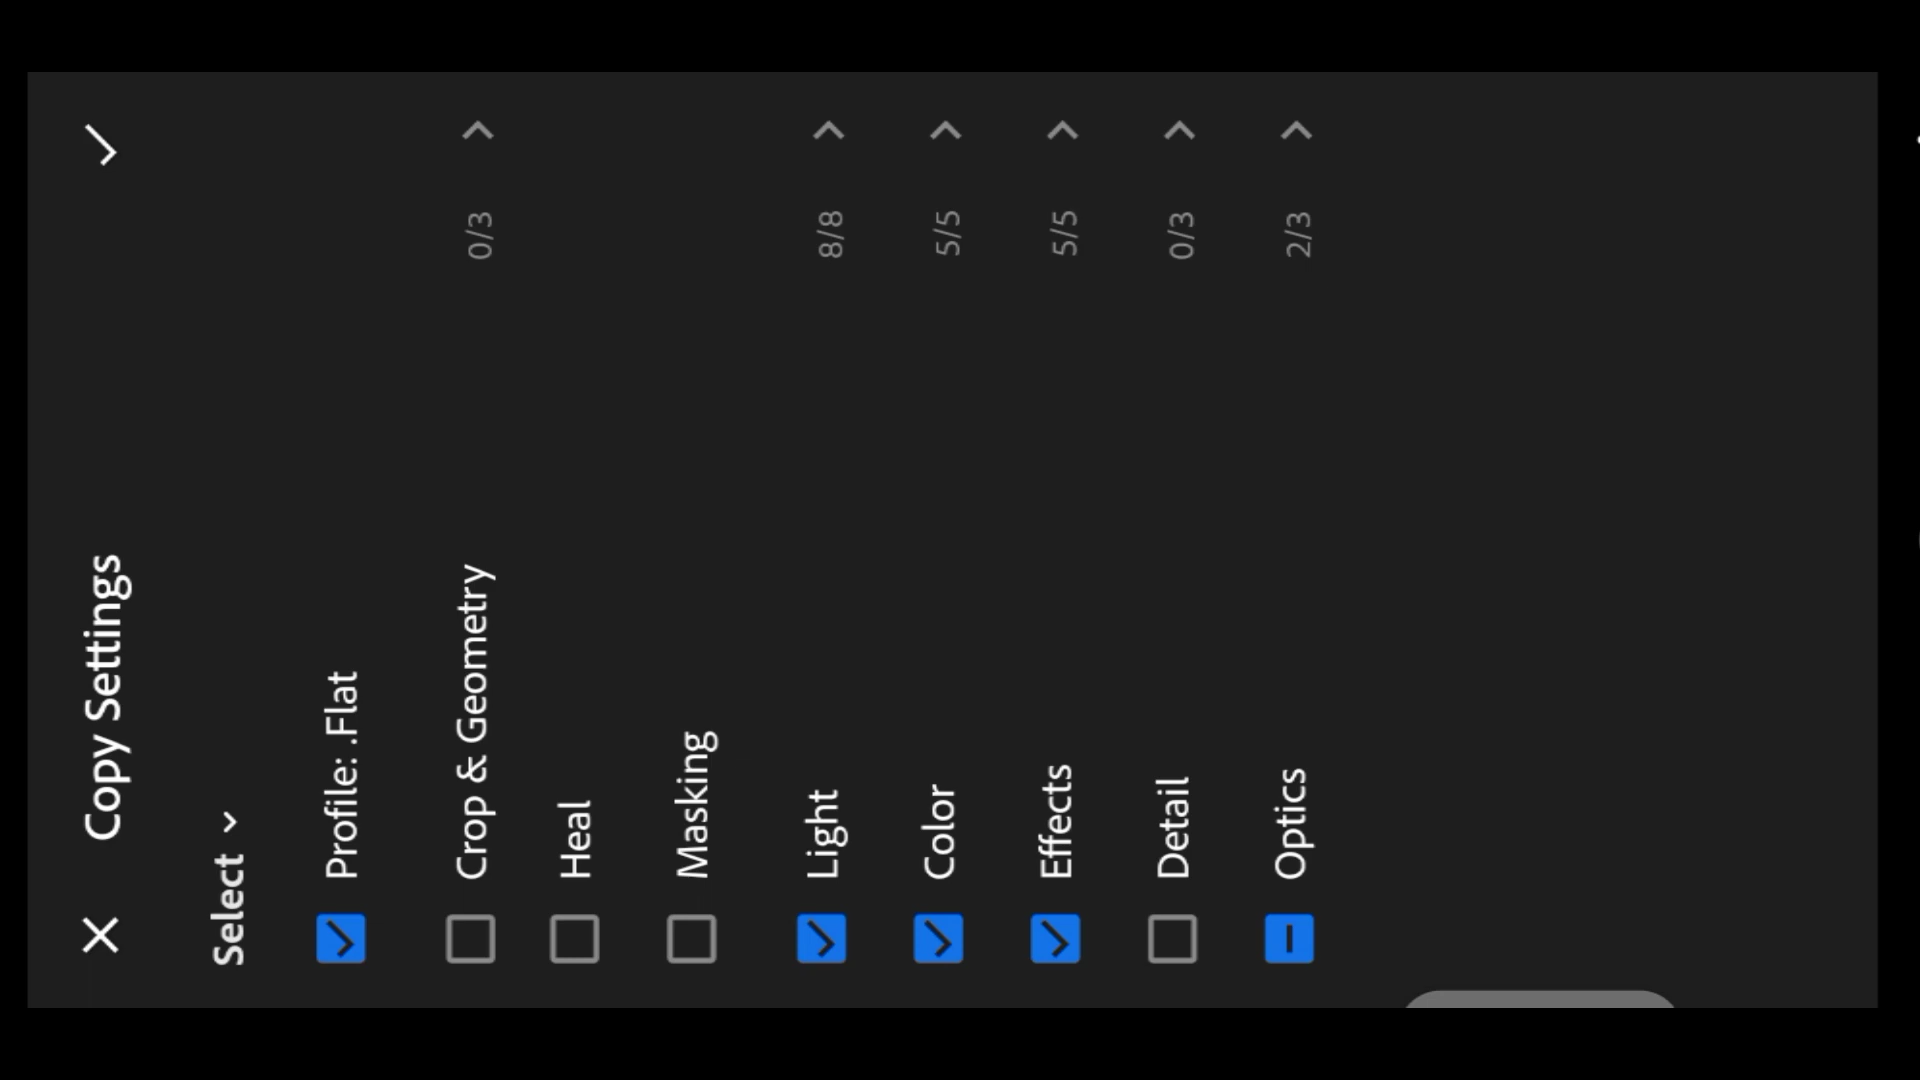 Copy Settings
Select
Profile: .Flat
Crop & Geometry 0/3
Heal
Masking
Light 8/8
Color 5/5
Effects 5/5
Detail 0/3
Optics 2/3